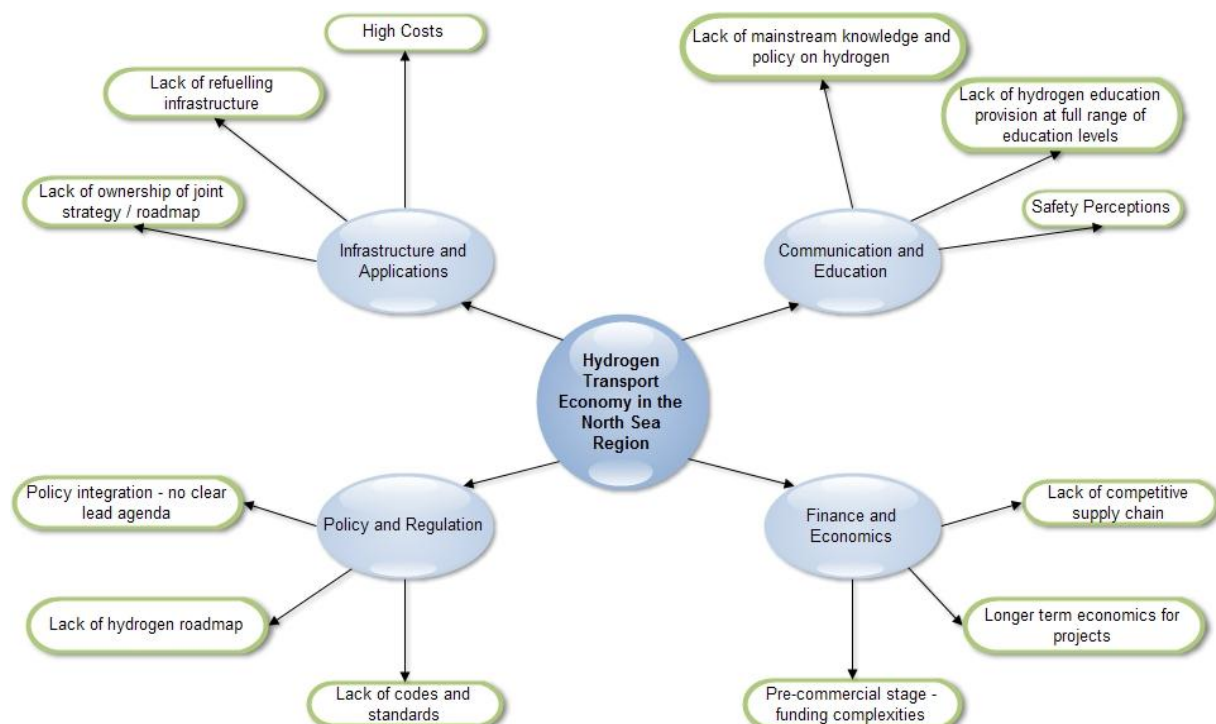 High Costs
Lack of refuelling
infrastructure
Lack of ownership of joint
strategy / roadmap
Infrastructure and
Applications
Lack of mainstream knowledge and
policy on hydrogen
Lack of hydrogen education
provision at full range of
education levels
Safety Perceptions
Communication and
Education
Hydrogen
Transport
Economy in the
North Sea
Region
Policy integration - no clear
lead agenda
Policy and Regulation
Lack of hydrogen roadmap
Lack of codes and
standards
Finance and
Economics
Lack of competitive
supply chain
Longer term economics for
projects
Pre-commercial stage -
funding complexities